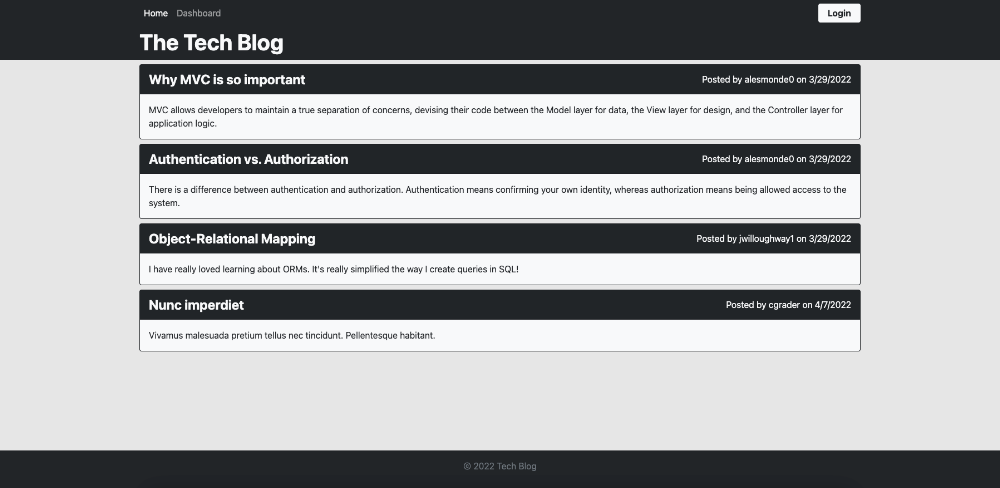 Home Dashboard Login
The Tech Blog
Why MVC is so important Posted by alesmonde0 on 3/29/2022
MVC allows developers to maintain a true separation of concerns, devising their code between the Model layer for data, the View layer for design, and the Controller layer for
application logic.
Authentication vs. Authorization Posted by alesmonde0 on 3/29/2022
There is a difference between authentication and authorization. Authentication means confirming your own identity, whereas authorization means being allowed access to the
system.
Object-Relational Mapping Posted by jwilloughway1 on 3/29/2022
I have really loved learning about ORMs. It's really simplified the way I create queries in SQL!
Nunc imperdiet Posted by cgrader on 4/7/2022
Vivamus malesuada pretium tellus nec tincidunt. Pellentesque habitant.
© 2022 Tech Blog